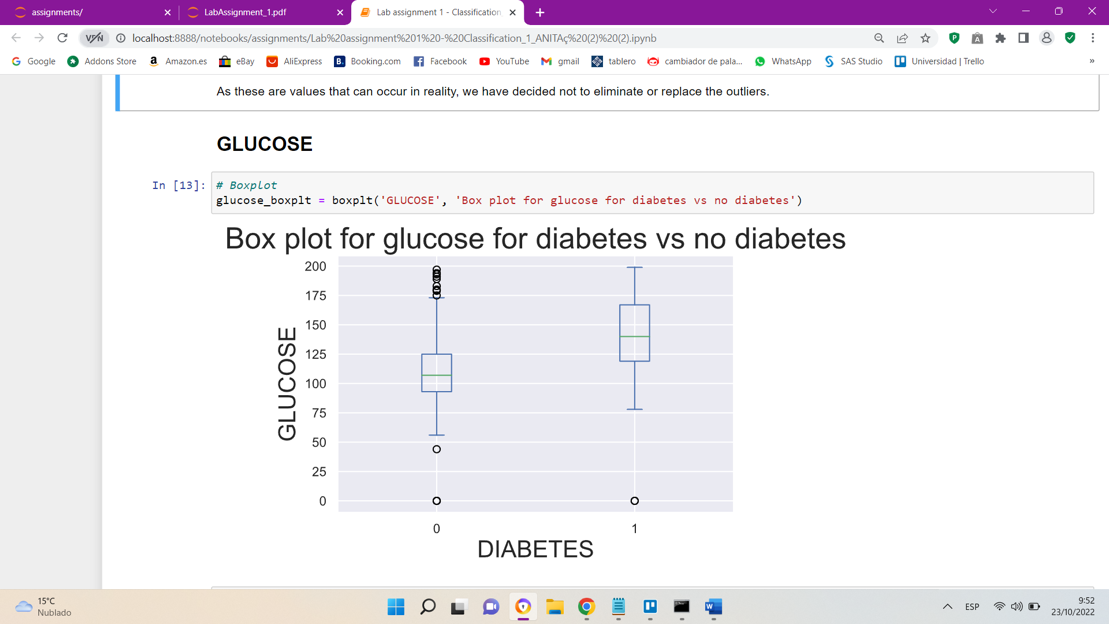 assignments/
LabAssignment_1.pdf
Lab assignment 1 - Classification
VPN
localhost:8888/notebooks/assignments/Lab%20assignment%201%20-%20Classification_1_ANITAç%20(2)%20(2).ipynb
Google Addons Store Amazon.es eBay AliExpress Booking.com Facebook YouTube gmail tablero cambiador de pala... WhatsApp SAS Studio Universidad | Trello »
As these are values that can occur in reality, we have decided not to eliminate or replace the outliers.
GLUCOSE
In [13]:
# Boxplot
glucose_boxplt = boxplt('GLUCOSE', 'Box plot for glucose for diabetes vs no diabetes')
Box plot for glucose for diabetes vs no diabetes
200
175
150
125
100
75
50
25
0
GLUCOSE
0 1
DIABETES
15°C
Nublado
ESP
9:52
23/10/2022